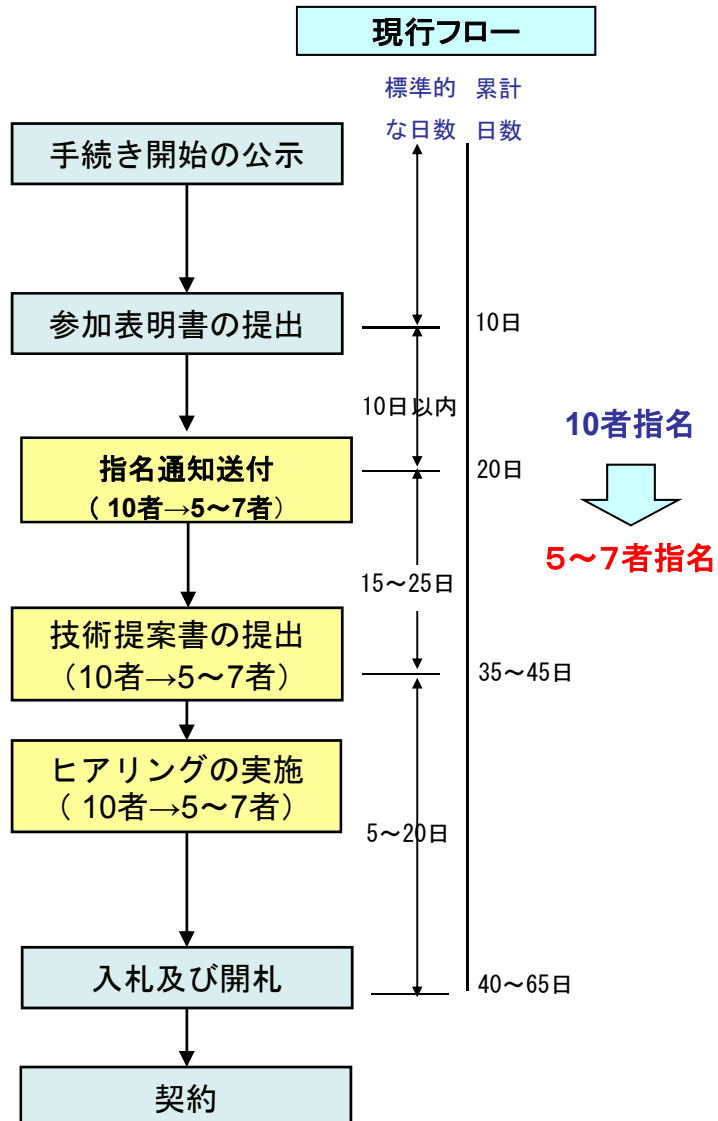 現行フロー
標準的 累計
な日数 日数
手続き開始の公示
参加表明書の提出
10日
10日以内
10者指名
指名通知送付
（ 10者→5～7者）
20日
５～７者指名
15～25日
技術提案書の提出
（10者→5～7者）
35～45日
ヒアリングの実施
（ 10者→5～7者）
5～20日
入札及び開札
40～65日
契約